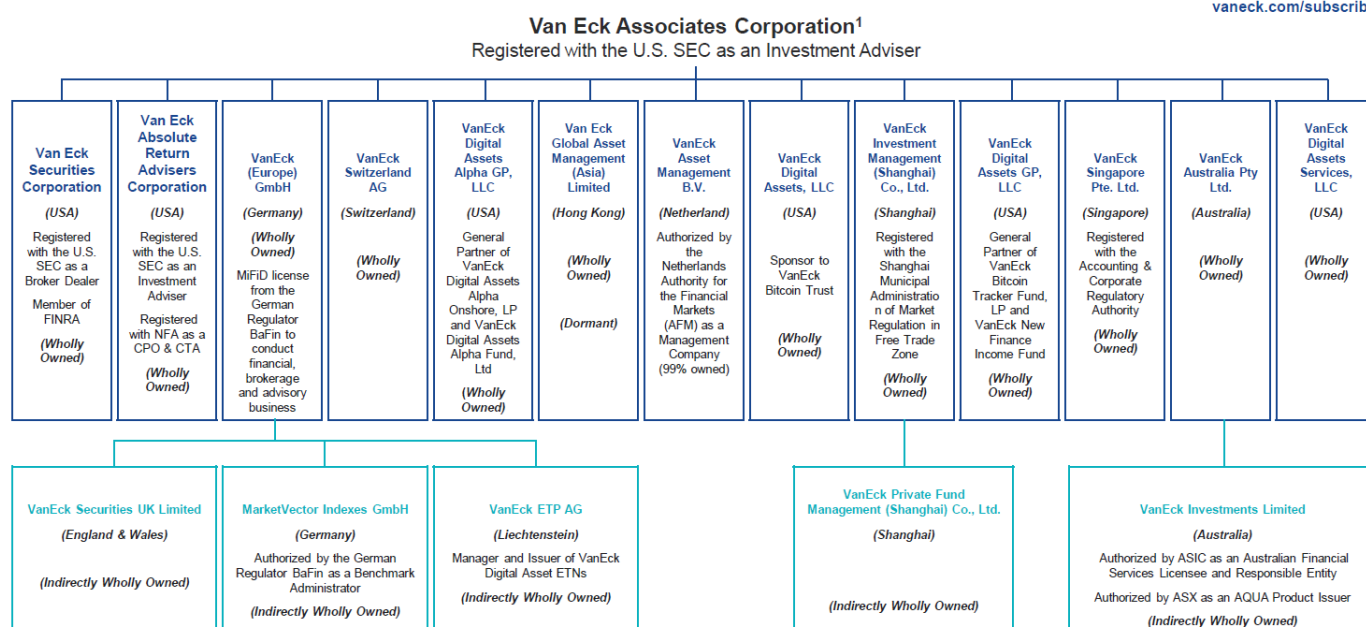 vaneck.com/subscrib
Van Eck Associates Corporation¹
Registered with the U.S. SEC as an Investment Adviser
Van Eck
Securities
Corporation
(USA)
Registered
with the U.S.
SEC as a
Broker Dealer
Member of
FINRA
(Wholly
Owned)
Van Eck
Absolute
Return
Advisers
Corporation
(USA)
Registered
with the U.S.
SEC as an
Investment
Adviser
Registered
with NFA as a
CPO & CTA
(Wholly
Owned)
VanEck
(Europe)
GmbH
(Germany)
(Wholly
Owned)
MiFiD license
from the
German
Regulator
BaFin to
conduct
financial,
brokerage
and advisory
business
VanEck
Switzerland
AG
(Switzerland)
(Wholly
Owned)
VanEck
Digital
Assets
Alpha GP,
LLC
(USA)
General
Partner of
VanEck
Digital Assets
Alpha
Onshore, LP
and VanEck
Digital Assets
Alpha Fund,
Ltd
(Wholly
Owned)
Van Eck
Global Asset
Management
(Asia)
Limited
(Hong Kong)
(Wholly
Owned)
(Dormant)
VanEck
Asset
Management
B.V.
(Netherland)
Authorized by
the
Netherlands
Authority for
the Financial
Markets
(AFM) as a
Management
Company
(99% owned)
VanEck
Digital
Assets, LLC
(USA)
Sponsor to
VanEck
Bitcoin Trust
(Wholly
Owned)
VanEck
Investment
Management
(Shanghai)
Co., Ltd.
(Shanghai)
Registered
with the
Shanghai
Municipal
Administratio
n of Market
Regulation in
Free Trade
Zone
(Wholly
Owned)
VanEck
Digital
Assets GP,
LLC
(USA)
General
Partner of
VanEck
Bitcoin
Tracker Fund,
LP and
VanEck New
Finance
Income Fund
(Wholly
Owned)
VanEck
Singapore
Pte. Ltd.
(Singapore)
Registered
with the
Accounting &
Corporate
Regulatory
Authority
(Wholly
Owned)
VanEck
Australia Pty
Ltd.
(Australia)
(Wholly
Owned)
VanEck
Digital
Assets
Services,
LLC
(USA)
(Wholly
Owned)
VanEck Securities UK Limited
(England & Wales)
(Indirectly Wholly Owned)
MarketVector Indexes GmbH
(Germany)
Authorized by the German
Regulator BaFin as a Benchmark
Administrator
(Indirectly Wholly Owned)
VanEck ETP AG
(Liechtenstein)
Manager and Issuer of VanEck
Digital Asset ETNs
(Indirectly Wholly Owned)
VanEck Private Fund
Management (Shanghai) Co., Ltd.
(Shanghai)
(Indirectly Wholly Owned)
VanEck Investments Limited
(Australia)
Authorized by ASIC as an Australian Financial
Services Licensee and Responsible Entity
Authorized by ASX as an AQUA Product Issuer
(Indirectly Wholly Owned)